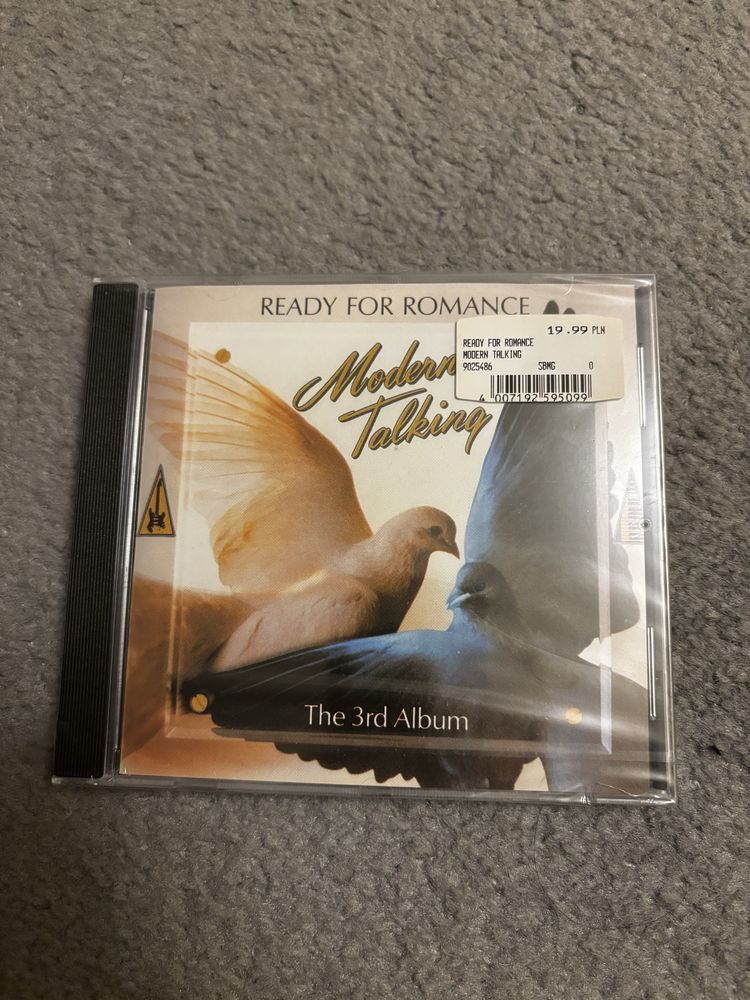 READY FOR ROMANCE
19.99 PLN
READY FOR ROMANCE
MODERN TALKING
9025486 SBMG 0
4 007192 595099
Modern
Talking
The 3rd Album